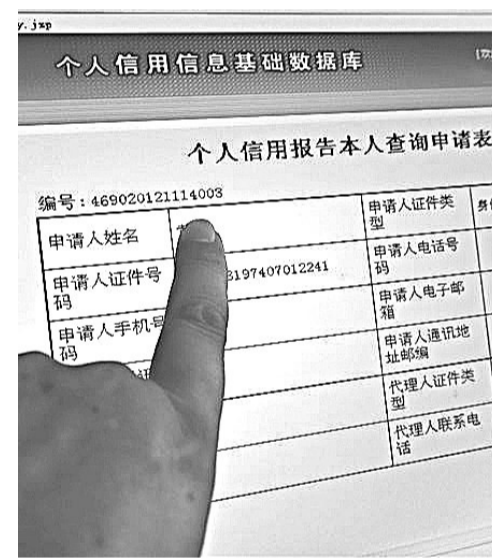 y.jsp
个人信用信息基础数据库
个人信用报告本人查询申请表
编号：469020121114003
申请人姓名
申请人证件类型
申请人证件号码
3197407012241
申请人电话号码
申请人手机号码
申请人电子邮箱
申请人通讯地址邮编
代理人证件类型
代理人联系电话